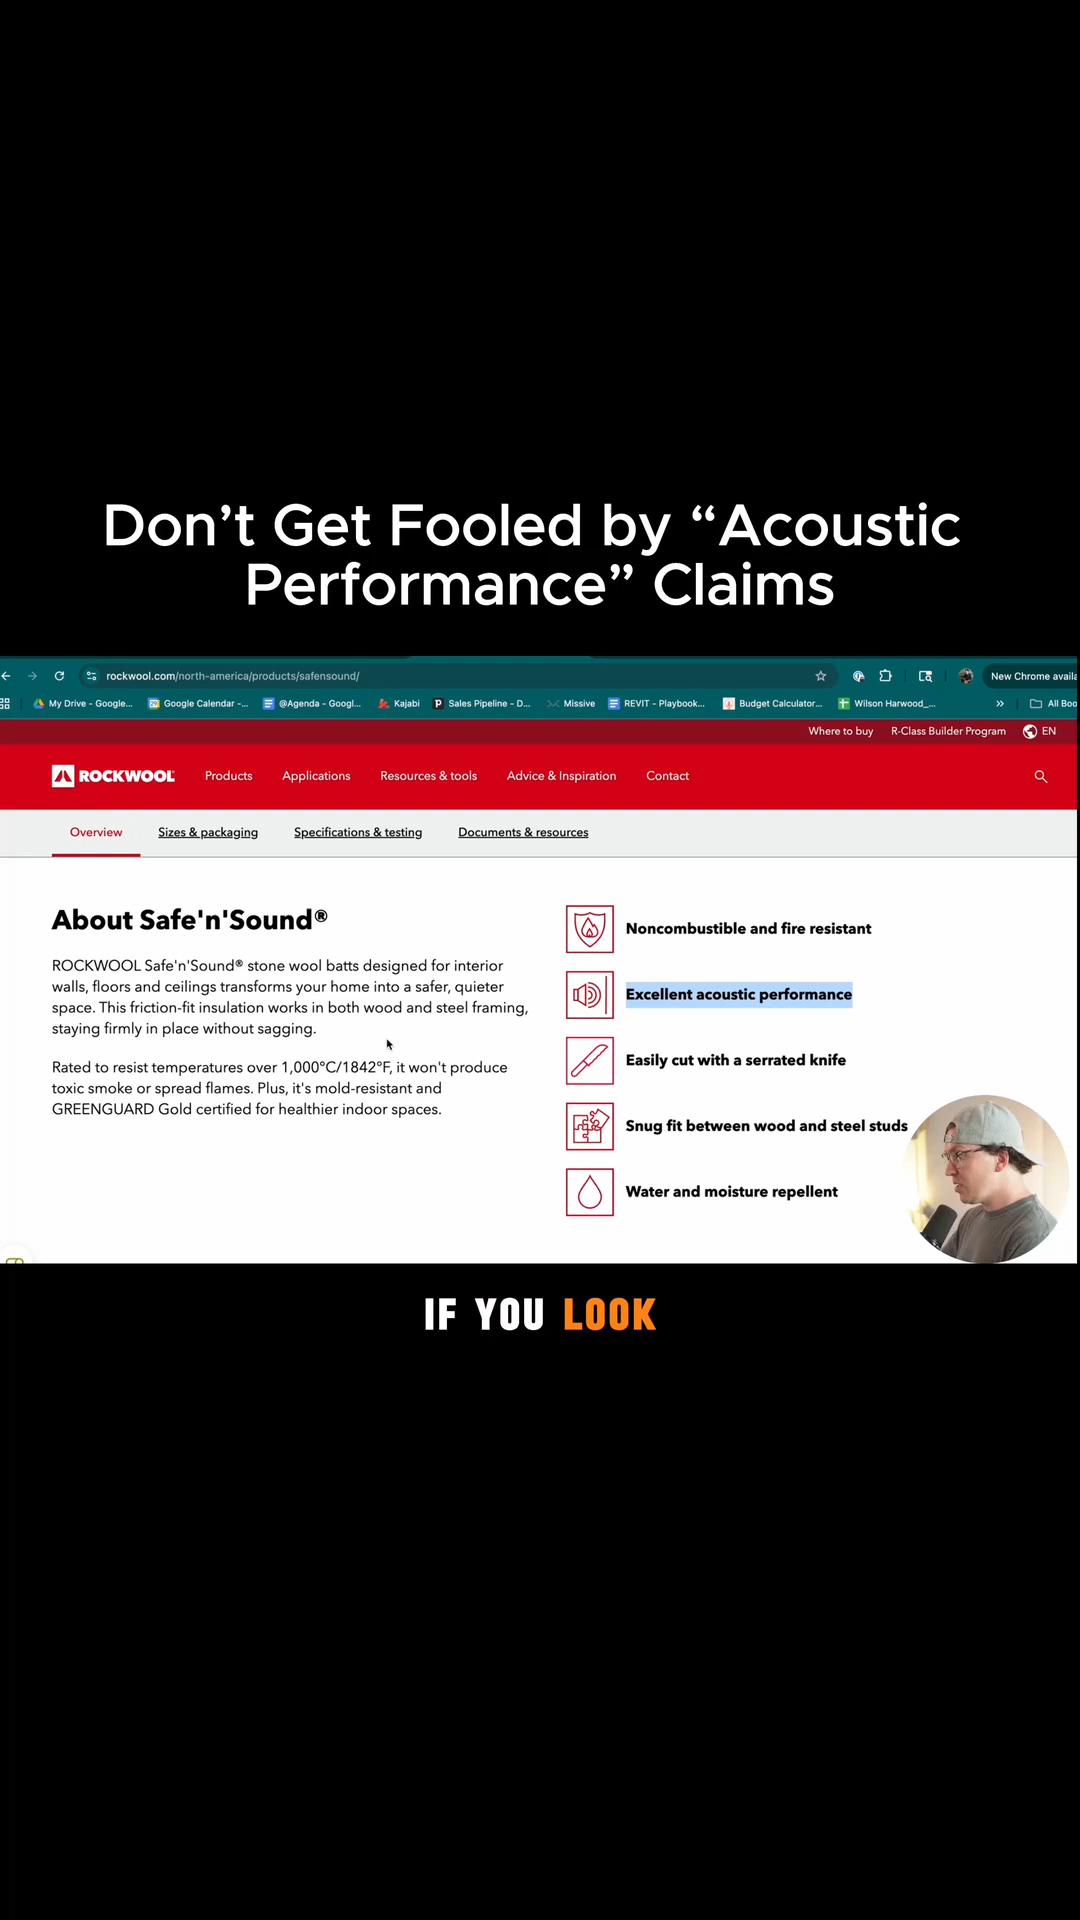 Don’t Get Fooled by “Acoustic
Performance” Claims
rockwool.com/north-america/products/safensound/
New Chrome availa
My Drive - Google...
Google Calendar -...
@Agenda - Googl...
Kajabi
Sales Pipeline - D...
Missive
REVIT - Playbook...
Budget Calculator...
Wilson Harwood_...
»
All Boo
Where to buy
R-Class Builder Program
EN
ROCKWOOL
Products
Applications
Resources & tools
Advice & Inspiration
Contact
Overview
Sizes & packaging
Specifications & testing
Documents & resources
About Safe'n'Sound®
ROCKWOOL Safe'n'Sound® stone wool batts designed for interior
walls, floors and ceilings transforms your home into a safer, quieter
space. This friction-fit insulation works in both wood and steel framing,
staying firmly in place without sagging.
Rated to resist temperatures over 1,000°C/1842°F, it won't produce
toxic smoke or spread flames. Plus, it's mold-resistant and
GREENGUARD Gold certified for healthier indoor spaces.
Noncombustible and fire resistant
Excellent acoustic performance
Easily cut with a serrated knife
Snug fit between wood and steel studs
Water and moisture repellent
IF YOU LOOK